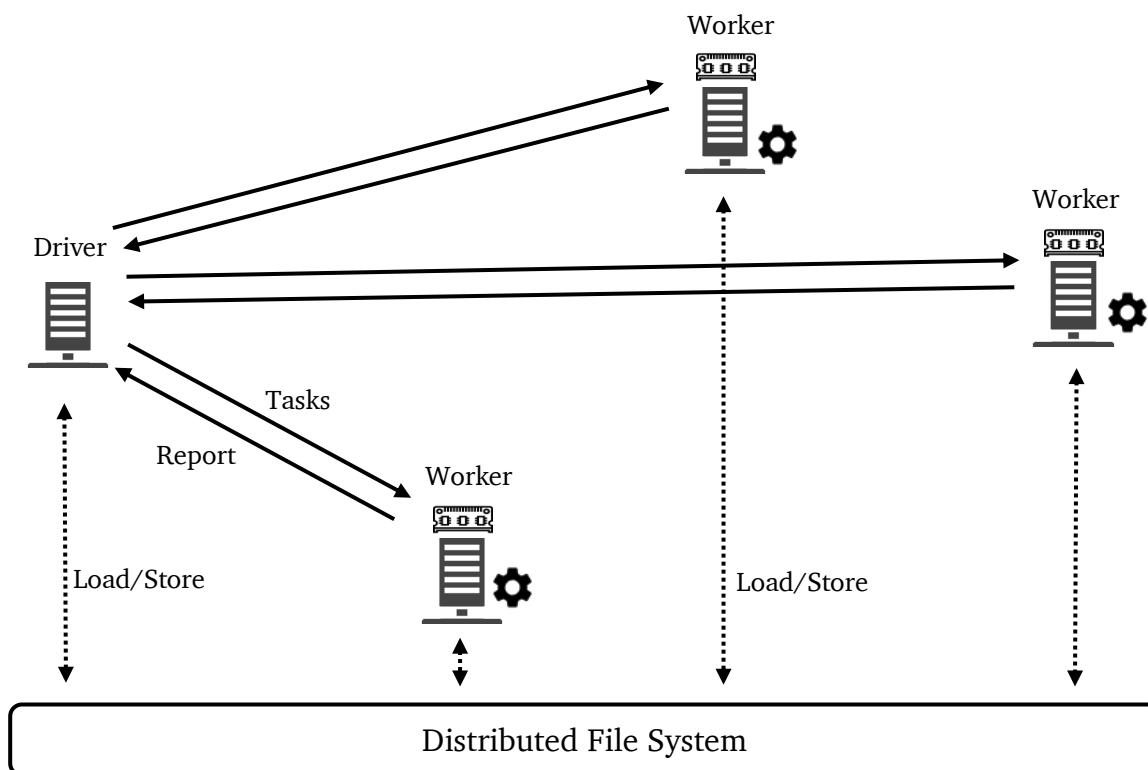 Worker
Worker
Driver
Tasks
Report
Worker
Load/Store
Load/Store
Distributed File System